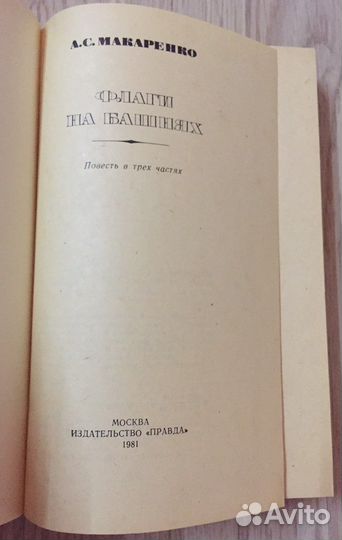 А.С. МАКАРЕНКО
ФЛАГИ
НА БАШНЯХ
Повесть в трех частях
МОСКВА
ИЗДАТЕЛЬСТВО «ПРАВДА»
1981
Avito